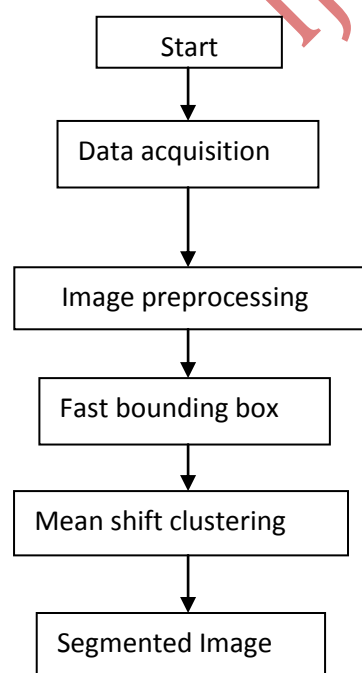 Start
Data acquisition
Image preprocessing
Fast bounding box
Mean shift clustering
Segmented Image